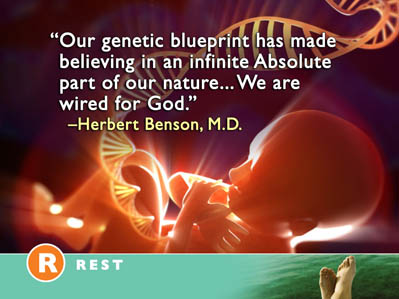 “Our genetic blueprint has made
believing in an infinite Absolute
part of our nature... We are
wired for God.”
–Herbert Benson, M.D.
R REST